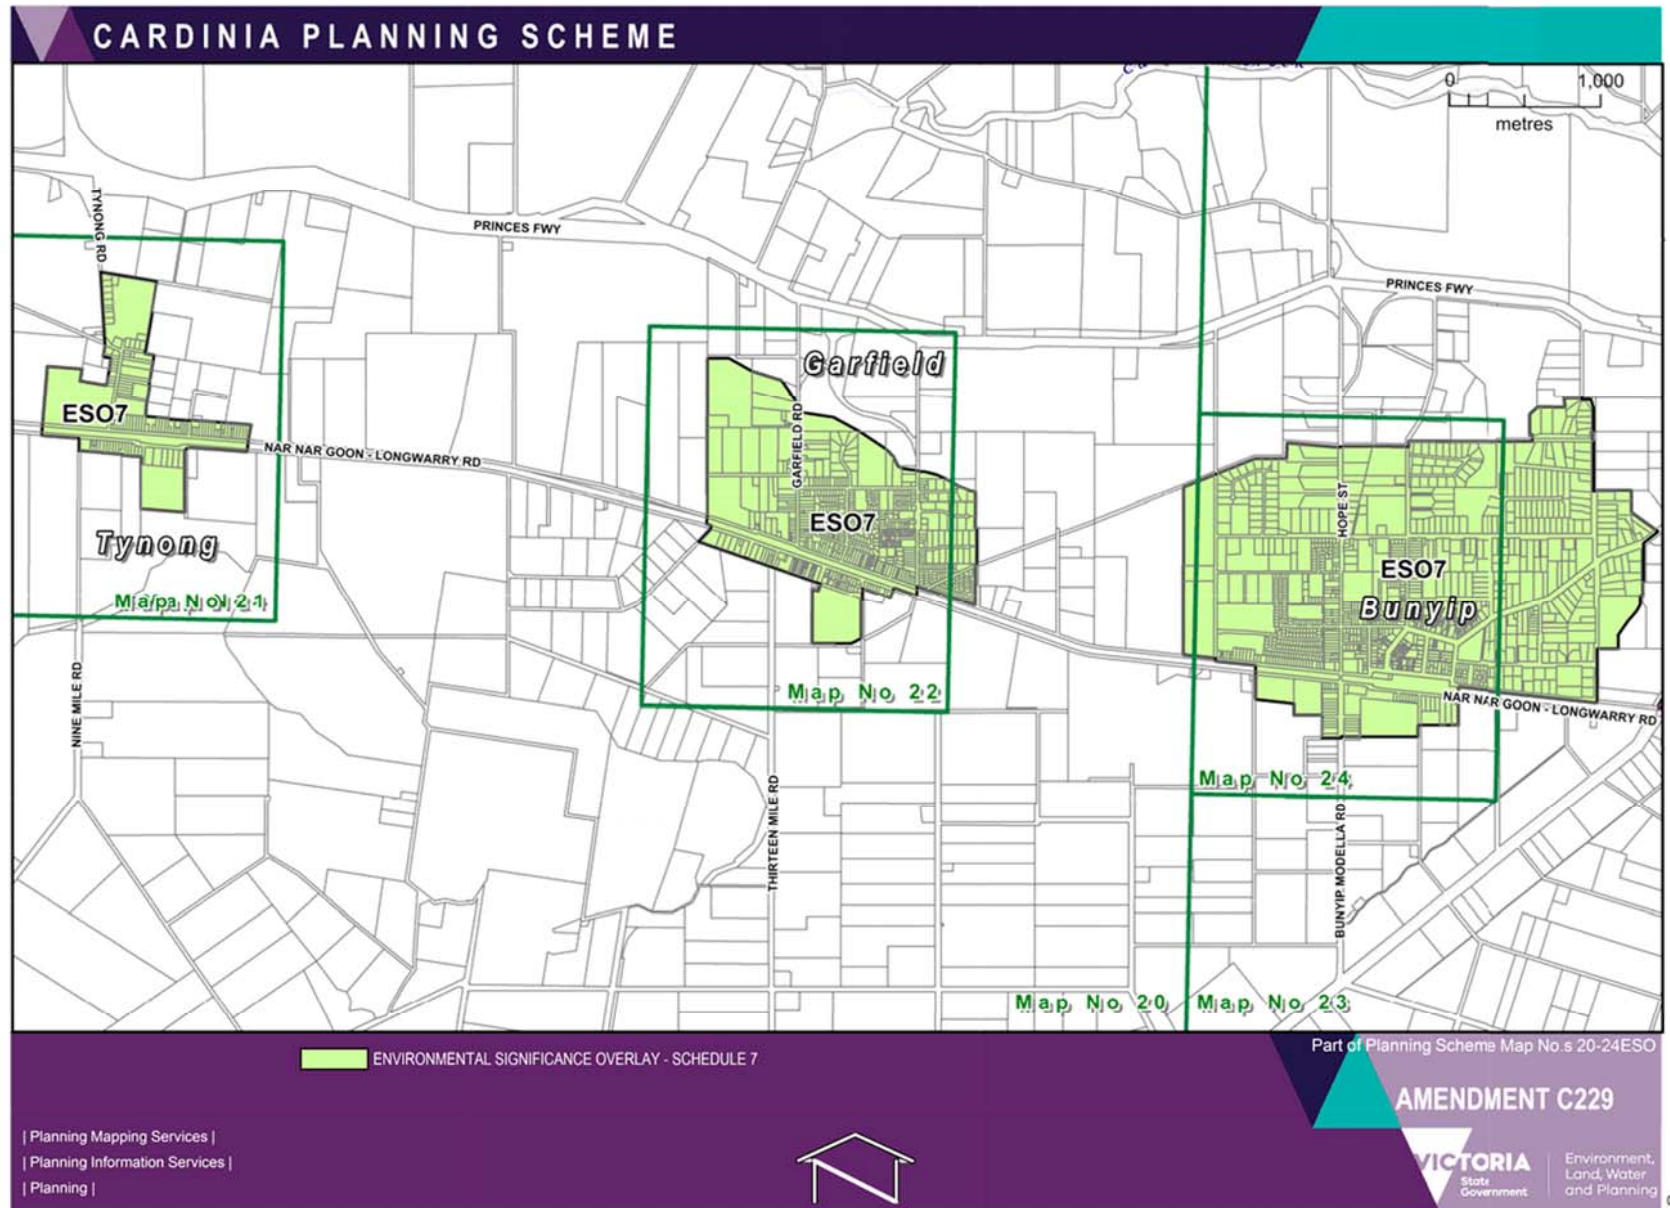 CARDINIA PLANNING SCHEME
0 1,000
metres
TYNONG RD
PRINCES FWY
PRINCES FWY
Garfield
ESO7
GARFIELD RD
NAR NAR GOON - LONGWARRY RD
HOPE ST
ESO7
ESO7
Tynong
Bunyip
Map No 21
NINE MILE RD
Map No 22
NAR NAR GOON - LONGWARRY RD
Map No 24
THIRTEEN MILE RD
BUNYIP MODELLA RD
Map No 20
Map No 23
ENVIRONMENTAL SIGNIFICANCE OVERLAY - SCHEDULE 7
Part of Planning Scheme Map No.s 20-24ESO
AMENDMENT C229
| Planning Mapping Services |
| Planning Information Services |
| Planning |
VICTORIA
State
Government
Environment,
Land, Water
and Planning